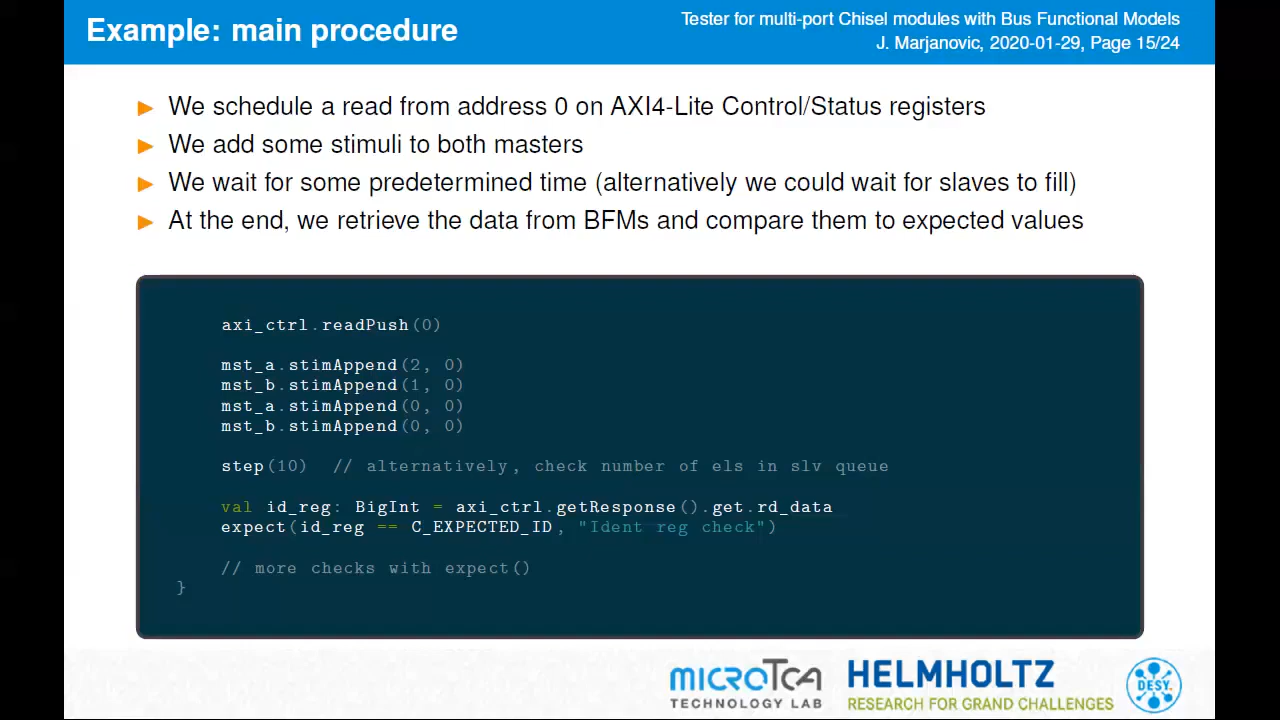 Example: main procedure
Tester for multi-port Chisel modules with Bus Functional Models
J. Marjanovic, 2020-01-29, Page 15/24
We schedule a read from address 0 on AXI4-Lite Control/Status registers
We add some stimuli to both masters
We wait for some predetermined time (alternatively we could wait for slaves to fill)
At the end, we retrieve the data from BFMs and compare them to expected values
axi_ctrl.readPush(0)
mst_a.stimAppend(2, 0)
mst_b.stimAppend(1, 0)
mst_a.stimAppend(0, 0)
mst_b.stimAppend(0, 0)
step(10) // alternatively, check number of els in slv queue
val id_reg: BigInt = axi_ctrl.getResponse().get.rd_data
expect(id_reg == C_EXPECTED_ID, "Ident reg check")
// more checks with expect()
}
MICROTCA
TECHNOLOGY LAB
HELMHOLTZ
RESEARCH FOR GRAND CHALLENGES
DESY.